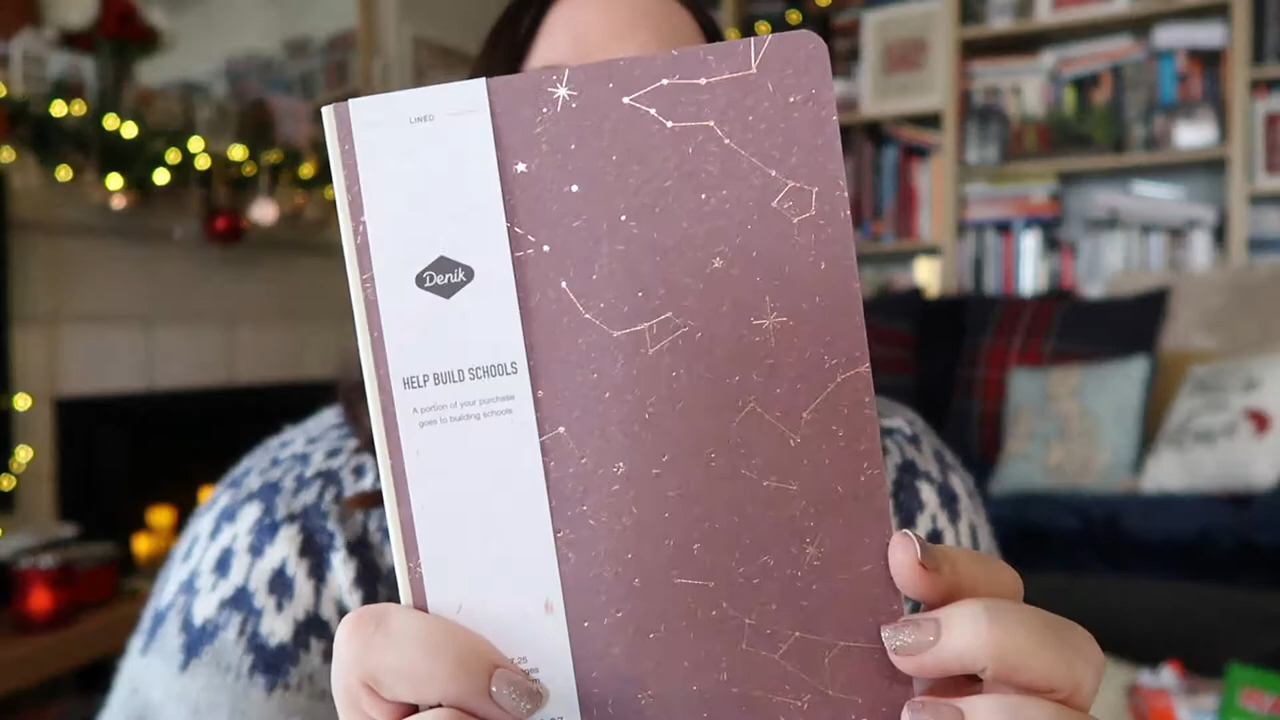 LINED
Denik
HELP BUILD SCHOOLS
A portion of your purchase
goes to building schools.